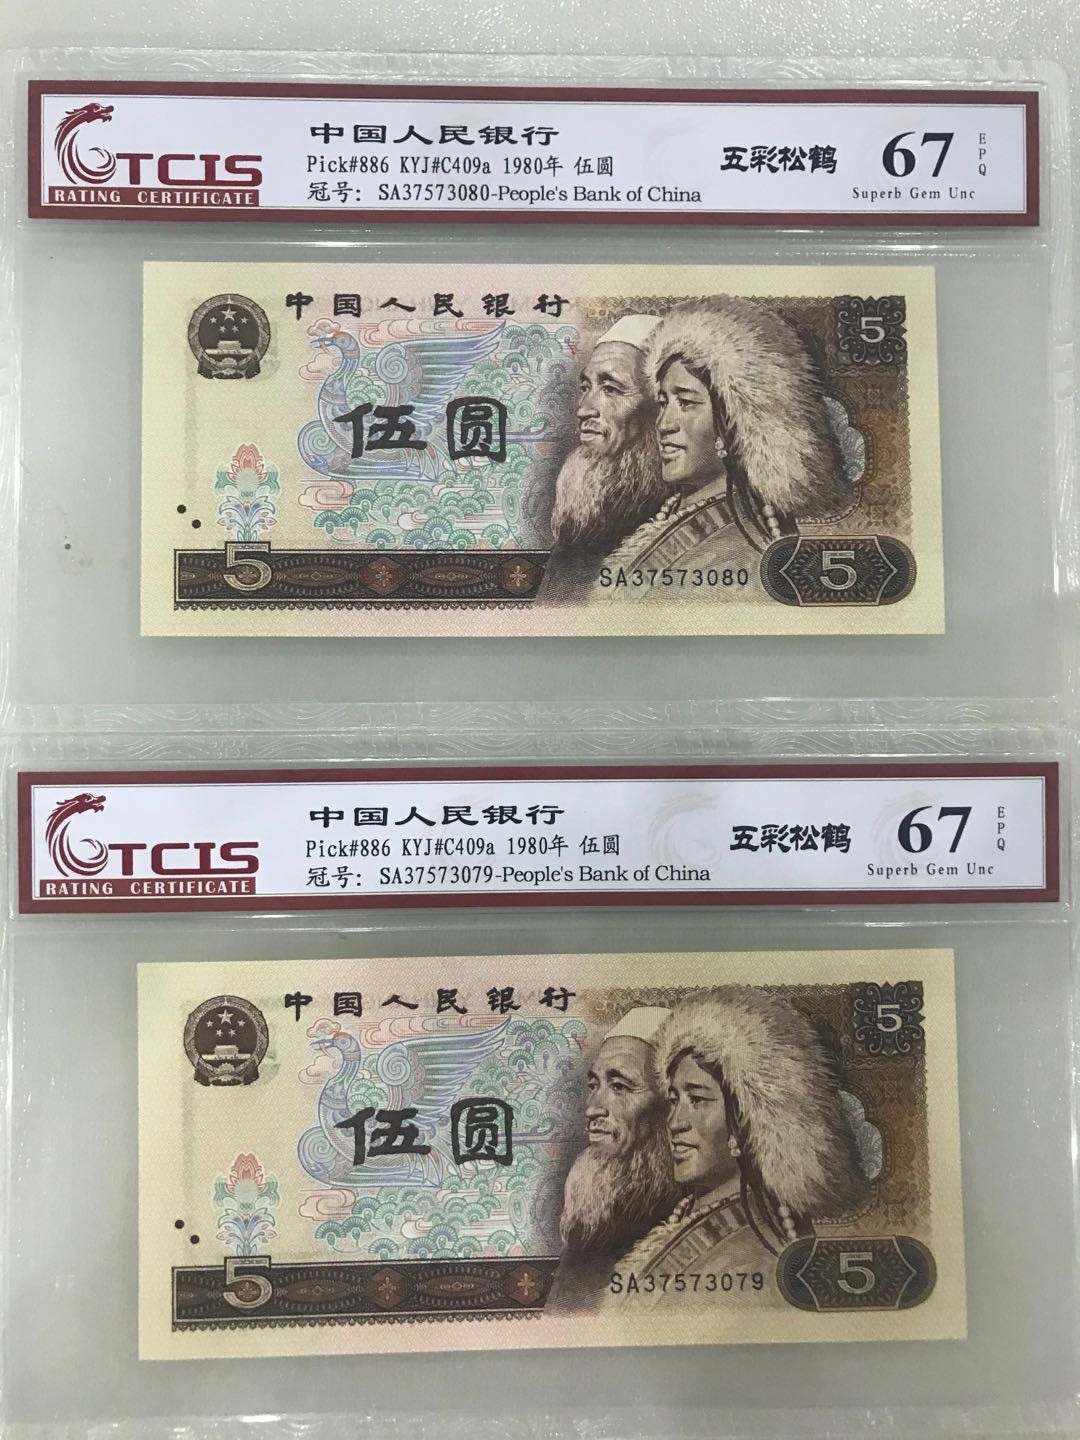 TCIS
RATING CERTIFICATE
中国人民银行
Pick#886 KYJ#C409a 1980年 伍圆
冠号: SA37573080-People's Bank of China
五彩松鹤
67
EPQ
Superb Gem Unc
中国人民银行
5
伍圆
5
SA37573080
5
TCIS
RATING CERTIFICATE
中国人民银行
Pick#886 KYJ#C409a 1980年 伍圆
冠号: SA37573079-People's Bank of China
五彩松鹤
67
EPQ
Superb Gem Unc
中国人民银行
5
伍圆
5
SA37573079
5